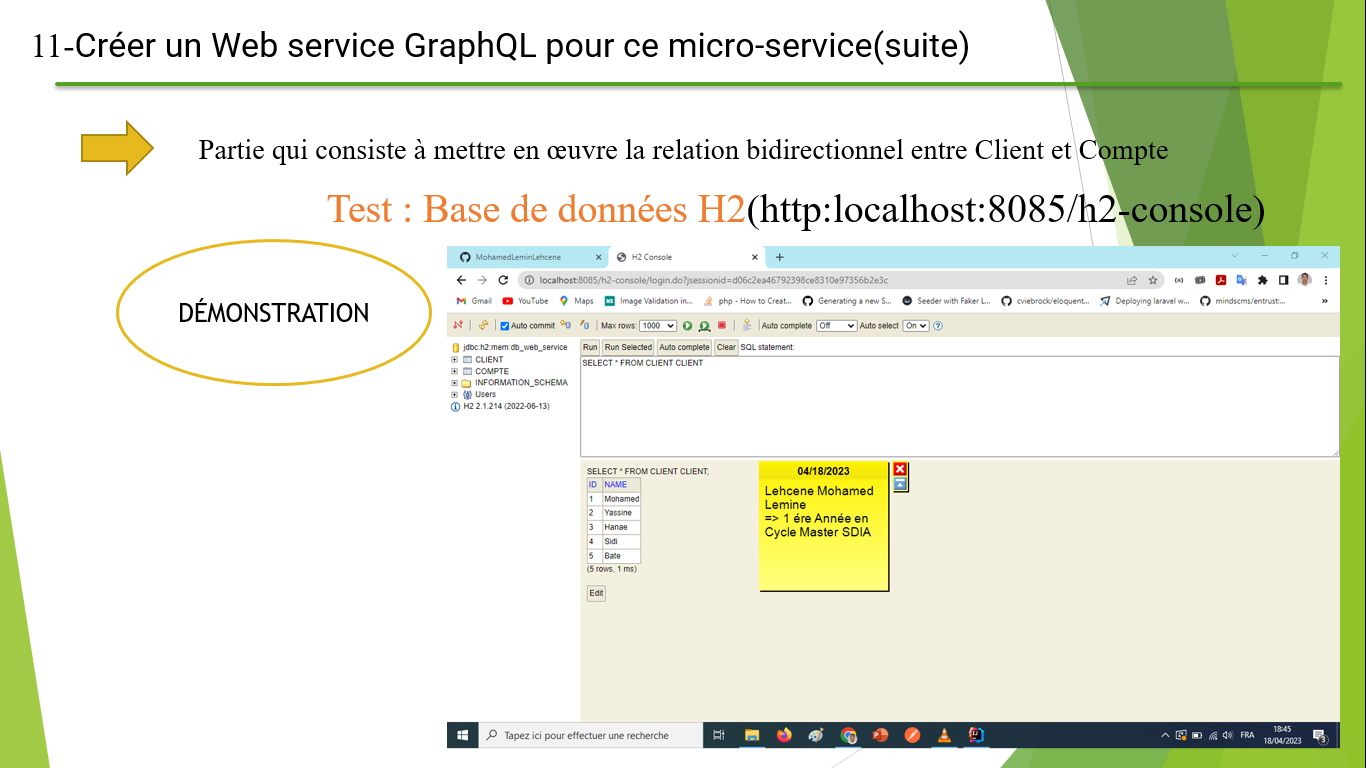 11-Créer un Web service GraphQL pour ce micro-service(suite)
Partie qui consiste à mettre en œuvre la relation bidirectionnel entre Client et Compte
Test : Base de données H2(http:localhost:8085/h2-console)
DÉMONSTRATION
MohamedLeminLehcene
H2 Console
localhost:8085/h2-console/login.do?jsessionid=d06c2ea46792398ce8310e97356b2e3c
Gmail YouTube Maps Image Validation in... php - How to Creat... Generating a new S... Seeder with Faker L... cviebrock/eloquent... Deploying laravel w... mindscms/entrust:... »
Auto commit Max rows: 1000 Auto complete Off Auto select On
jdbc:h2:mem:db_web_service
CLIENT
COMPTE
INFORMATION_SCHEMA
Users
H2 2.1.214 (2022-06-13)
Run Run Selected Auto complete Clear SQL statement:
SELECT * FROM CLIENT CLIENT
SELECT * FROM CLIENT CLIENT;
ID NAME
1 Mohamed
2 Yassine
3 Hanae
4 Sidi
5 Bate
(5 rows, 1 ms)
Edit
04/18/2023
Lehcene Mohamed
Lemine
=> 1 ére Année en
Cycle Master SDIA
Tapez ici pour effectuer une recherche
FRA
18:45
18/04/2023
3